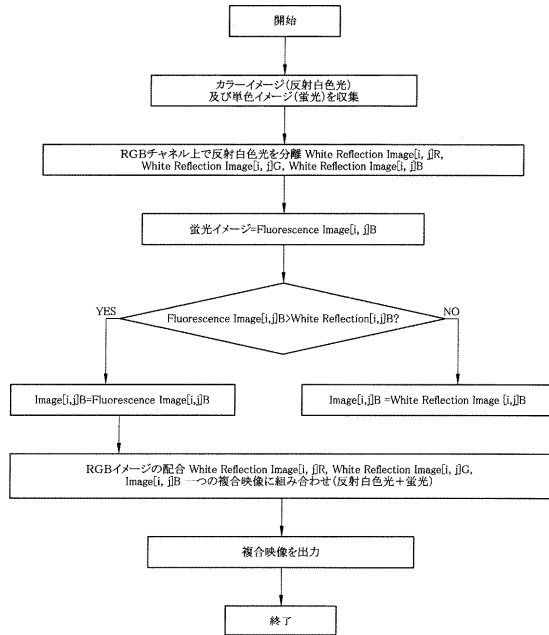 開始
カラーイメージ(反射白色光)
及び単色イメージ(蛍光)を収集
RGBチャネル上で反射白色光を分離 White Reflection Image[i, j]R,
White Reflection Image[i, j]G, White Reflection Image[i, j]B
蛍光イメージ=Fluorescence Image[i, j]B
Fluorescence Image[i,j]B>White Reflection[i,j]B?
YES
NO
Image[i,j]B=Fluorescence Image[i,j]B
Image[i,j]B =White Reflection Image [i,j]B
RGBイメージの配合 White Reflection Image[i, j]R, White Reflection Image[i, j]G,
Image[i, j]B 一つの複合映像に組み合わせ(反射白色光+蛍光)
複合映像を出力
終了